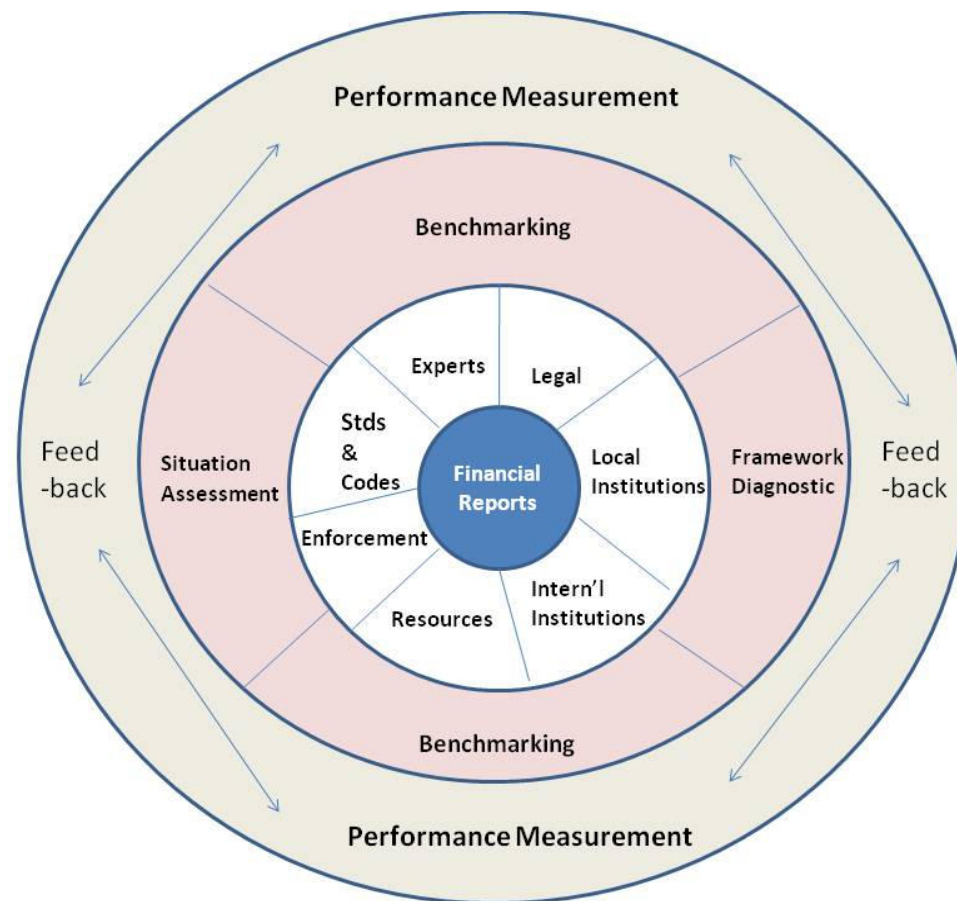 Performance Measurement
Benchmarking
Experts
Legal
Stds
&
Codes
Local
Institutions
Financial
Reports
Situation
Assessment
Framework
Diagnostic
Feed
-back
Feed
-back
Enforcement
Resources
Intern’l
Institutions
Benchmarking
Performance Measurement